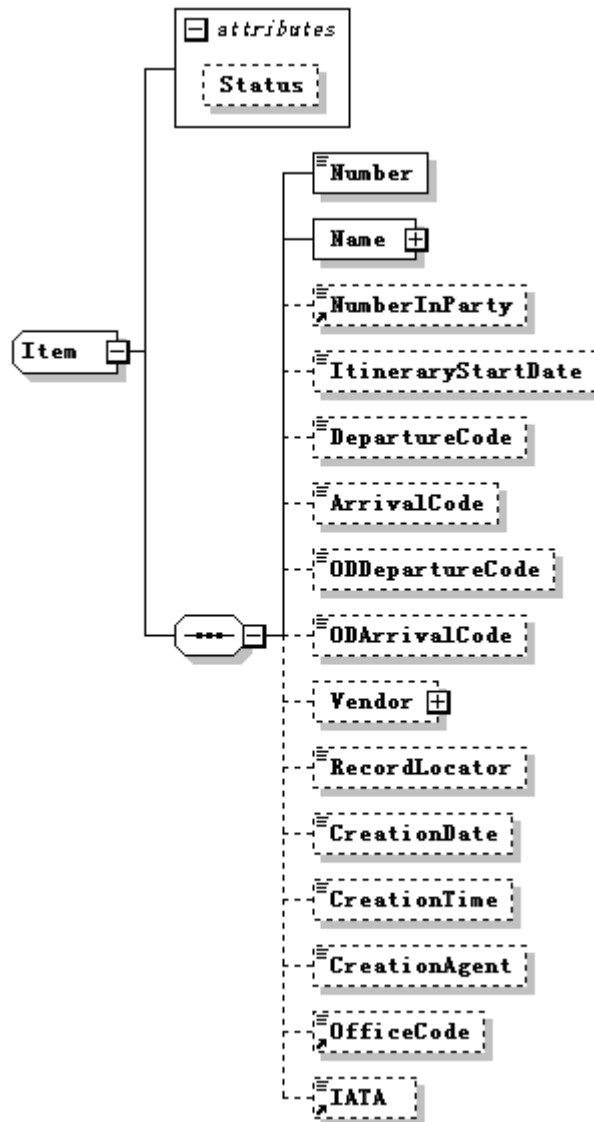 attributes
Status
Number
Name
NumberInParty
Item
ItineraryStartDate
DepartureCode
ArrivalCode
ODDepartureCode
ODArrivalCode
Vendor
RecordLocator
CreationDate
CreationTime
CreationAgent
OfficeCode
IATA